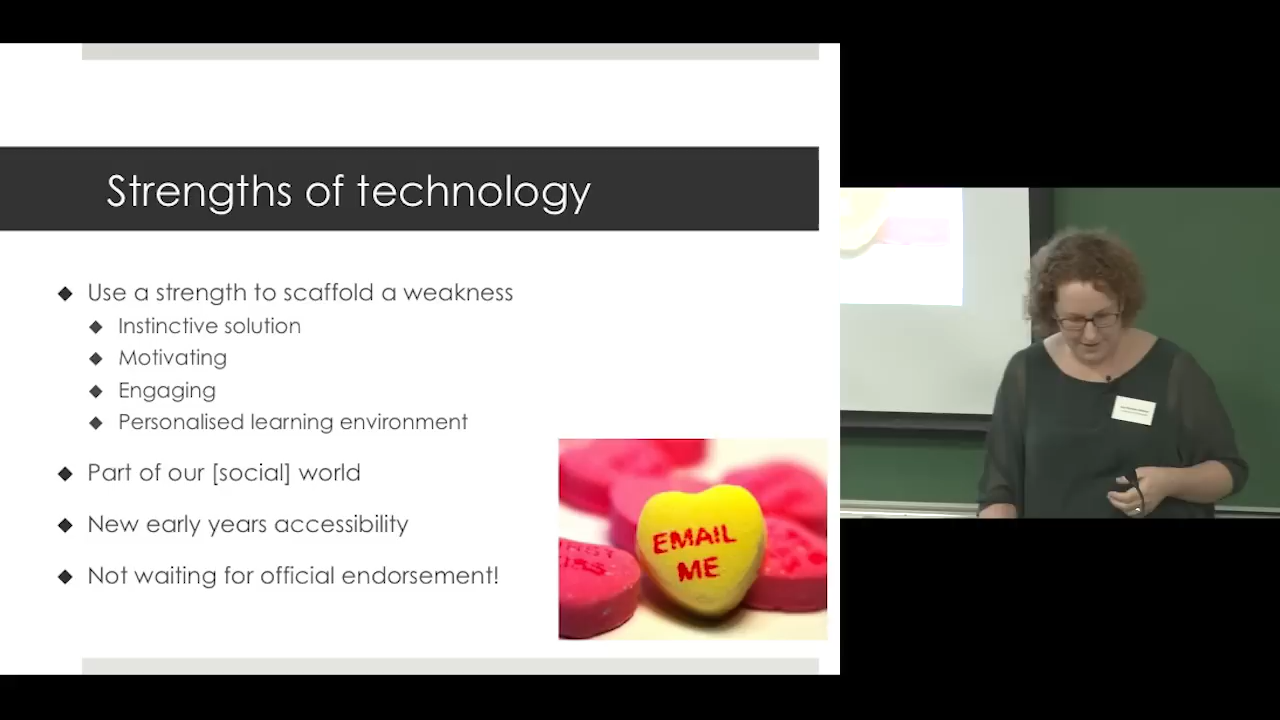 Strengths of technology
Use a strength to scaffold a weakness
Instinctive solution
Motivating
Engaging
Personalised learning environment
Part of our [social] world
New early years accessibility
Not waiting for official endorsement!
EMAIL
ME